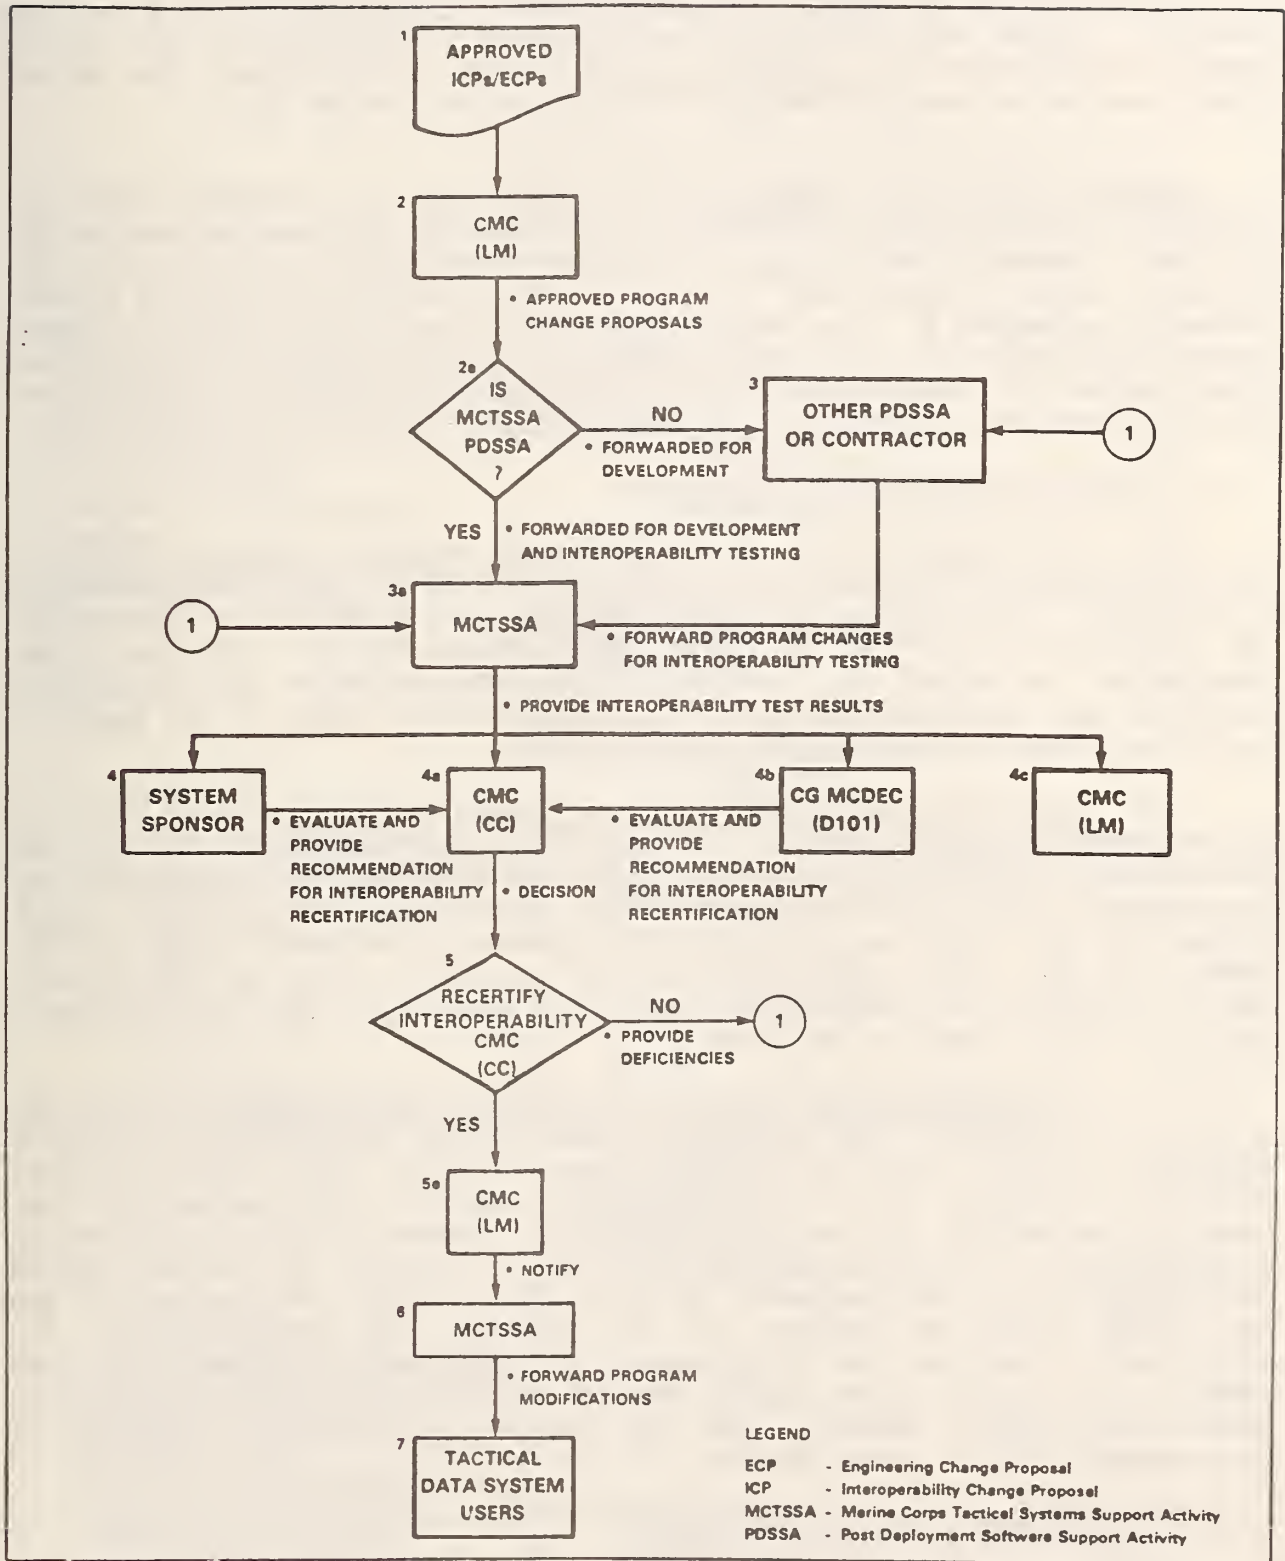 1
APPROVED
ICPs/ECPs
2
CMC
(LM)
• APPROVED PROGRAM
CHANGE PROPOSALS
2a
IS
MCTSSA
PDSSA
?
NO
• FORWARDED FOR
DEVELOPMENT
3
OTHER PDSSA
OR CONTRACTOR
1
YES
• FORWARDED FOR DEVELOPMENT
AND INTEROPERABILITY TESTING
1
3a
MCTSSA
• FORWARD PROGRAM CHANGES
FOR INTEROPERABILITY TESTING
• PROVIDE INTEROPERABILITY TEST RESULTS
4
SYSTEM
SPONSOR
4a
CMC
(CC)
4b
CG MCDEC
(D101)
4c
CMC
(LM)
• EVALUATE AND
PROVIDE
RECOMMENDATION
FOR INTEROPERABILITY
RECERTIFICATION
• DECISION
• EVALUATE AND
PROVIDE
RECOMMENDATION
FOR INTEROPERABILITY
RECERTIFICATION
5
RECERTIFY
INTEROPERABILITY
CMC
(CC)
NO
• PROVIDE
DEFICIENCIES
1
YES
5a
CMC
(LM)
• NOTIFY
6
MCTSSA
• FORWARD PROGRAM
MODIFICATIONS
7
TACTICAL
DATA SYSTEM
USERS
LEGEND
ECP - Engineering Change Proposal
ICP - Interoperability Change Proposal
MCTSSA - Marine Corps Tactical Systems Support Activity
PDSSA - Post Deployment Software Support Activity